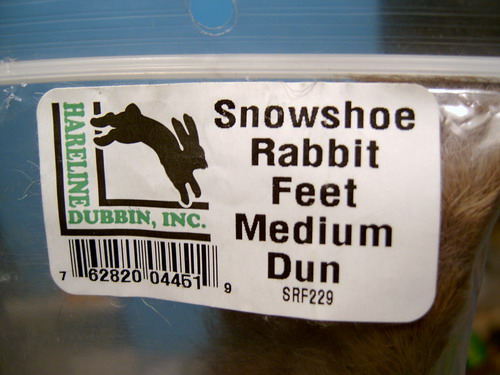 HARELINE
DUBBIN, INC.
7 62820 04451 9
Snowshoe
Rabbit
Feet
Medium
Dun
SRF229